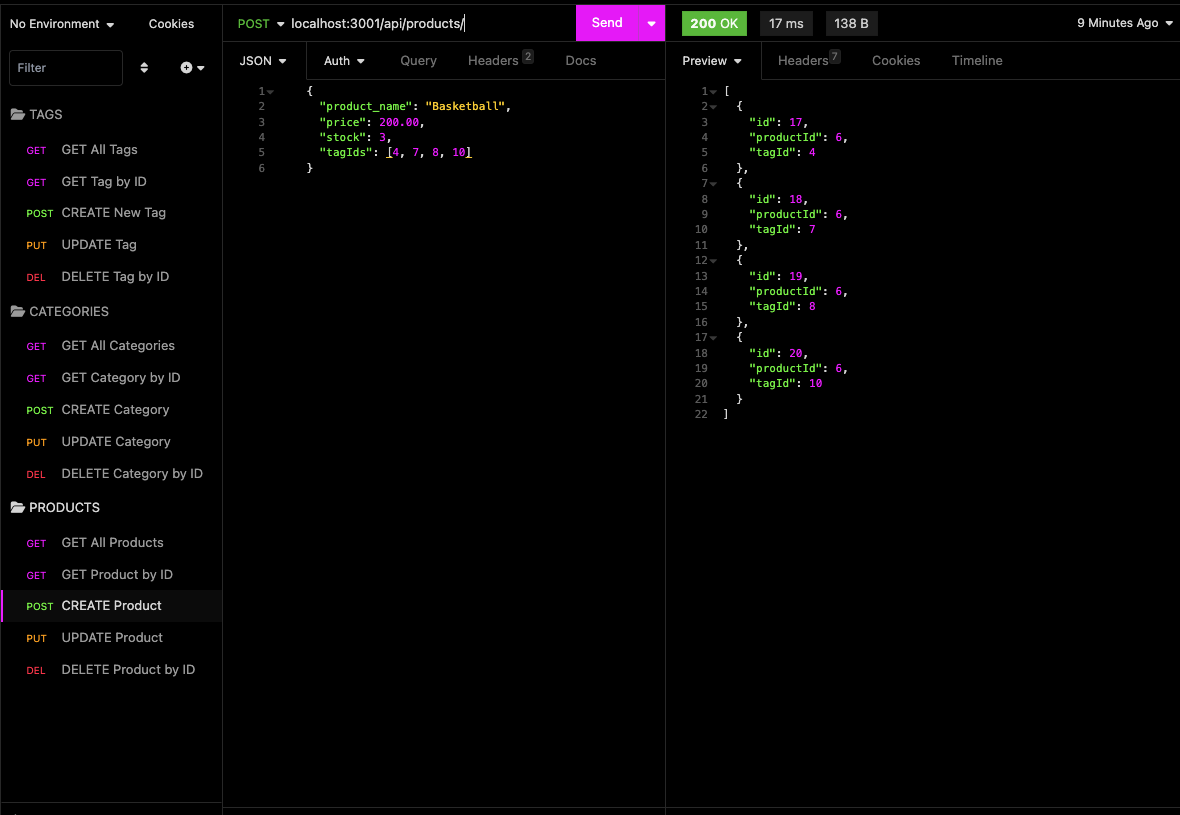 No Environment
Cookies
Filter
TAGS
GET GET All Tags
GET GET Tag by ID
POST CREATE New Tag
PUT UPDATE Tag
DEL DELETE Tag by ID
CATEGORIES
GET GET All Categories
GET GET Category by ID
POST CREATE Category
PUT UPDATE Category
DEL DELETE Category by ID
PRODUCTS
GET GET All Products
GET GET Product by ID
POST CREATE Product
PUT UPDATE Product
DEL DELETE Product by ID
POST localhost:3001/api/products/ Send
JSON Auth Query Headers 2 Docs
1 {
2 "product_name": "Basketball",
3 "price": 200.00,
4 "stock": 3,
5 "tagIds": [4, 7, 8, 10]
6 }
200 OK 17 ms 138 B 9 Minutes Ago
Preview Headers 7 Cookies Timeline
1 [
2 {
3 "id": 17,
4 "productId": 6,
5 "tagId": 4
6 },
7 {
8 "id": 18,
9 "productId": 6,
10 "tagId": 7
11 },
12 {
13 "id": 19,
14 "productId": 6,
15 "tagId": 8
16 },
17 {
18 "id": 20,
19 "productId": 6,
20 "tagId": 10
21 }
22 ]